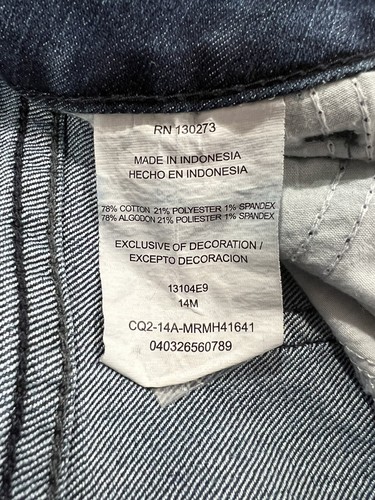 RN 130273
MADE IN INDONESIA
HECHO EN INDONESIA
78% COTTON 21% POLYESTER 1% SPANDEX
78% ALGODON 21% POLYESTER 1% SPANDEX
EXCLUSIVE OF DECORATION /
EXCEPTO DECORACION
13104E9
14M
CQ2-14A-MRMH41641
040326560789